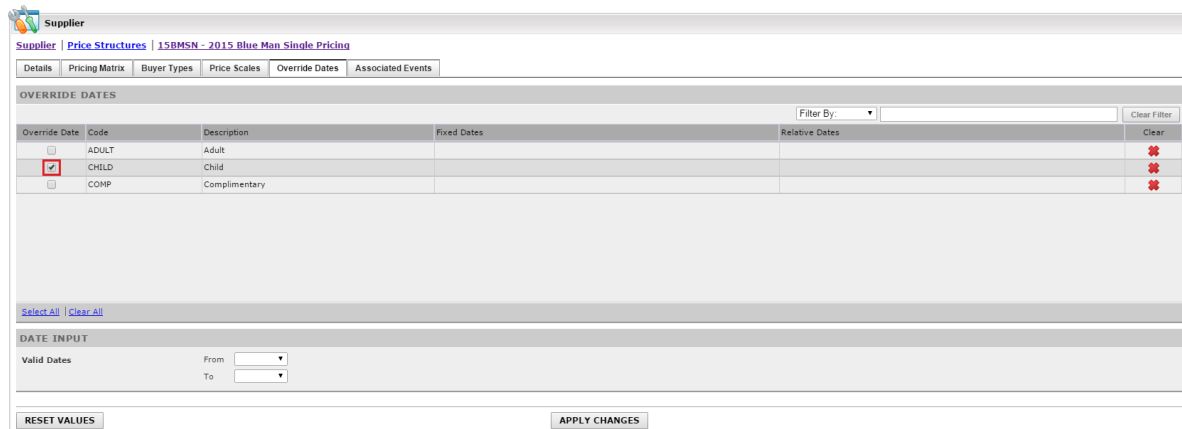 Supplier
Supplier | Price Structures | 15BMSN - 2015 Blue Man Single Pricing
Details Pricing Matrix Buyer Types Price Scales Override Dates Associated Events
OVERRIDE DATES
Filter By: Clear Filter
Override Date Code Description Fixed Dates Relative Dates Clear
ADULT Adult
CHILD Child
COMP Complimentary
Select All | Clear All
DATE INPUT
Valid Dates From
To
RESET VALUES APPLY CHANGES